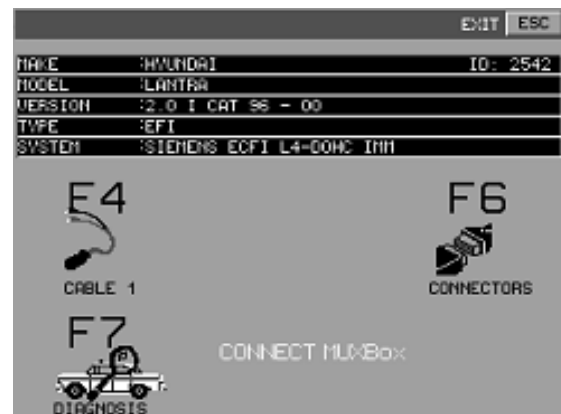 EXIT ESC
MAKE :HYUNDAI ID: 2542
MODEL :LANTRA
VERSION :2.0 I CAT 96 - 00
TYPE :EFI
SYSTEM :SIEMENS ECFI L4-DOHC IMM
F4 F6
CABLE 1 CONNECTORS
F7
CONNECT MUXBox
DIAGNOSIS